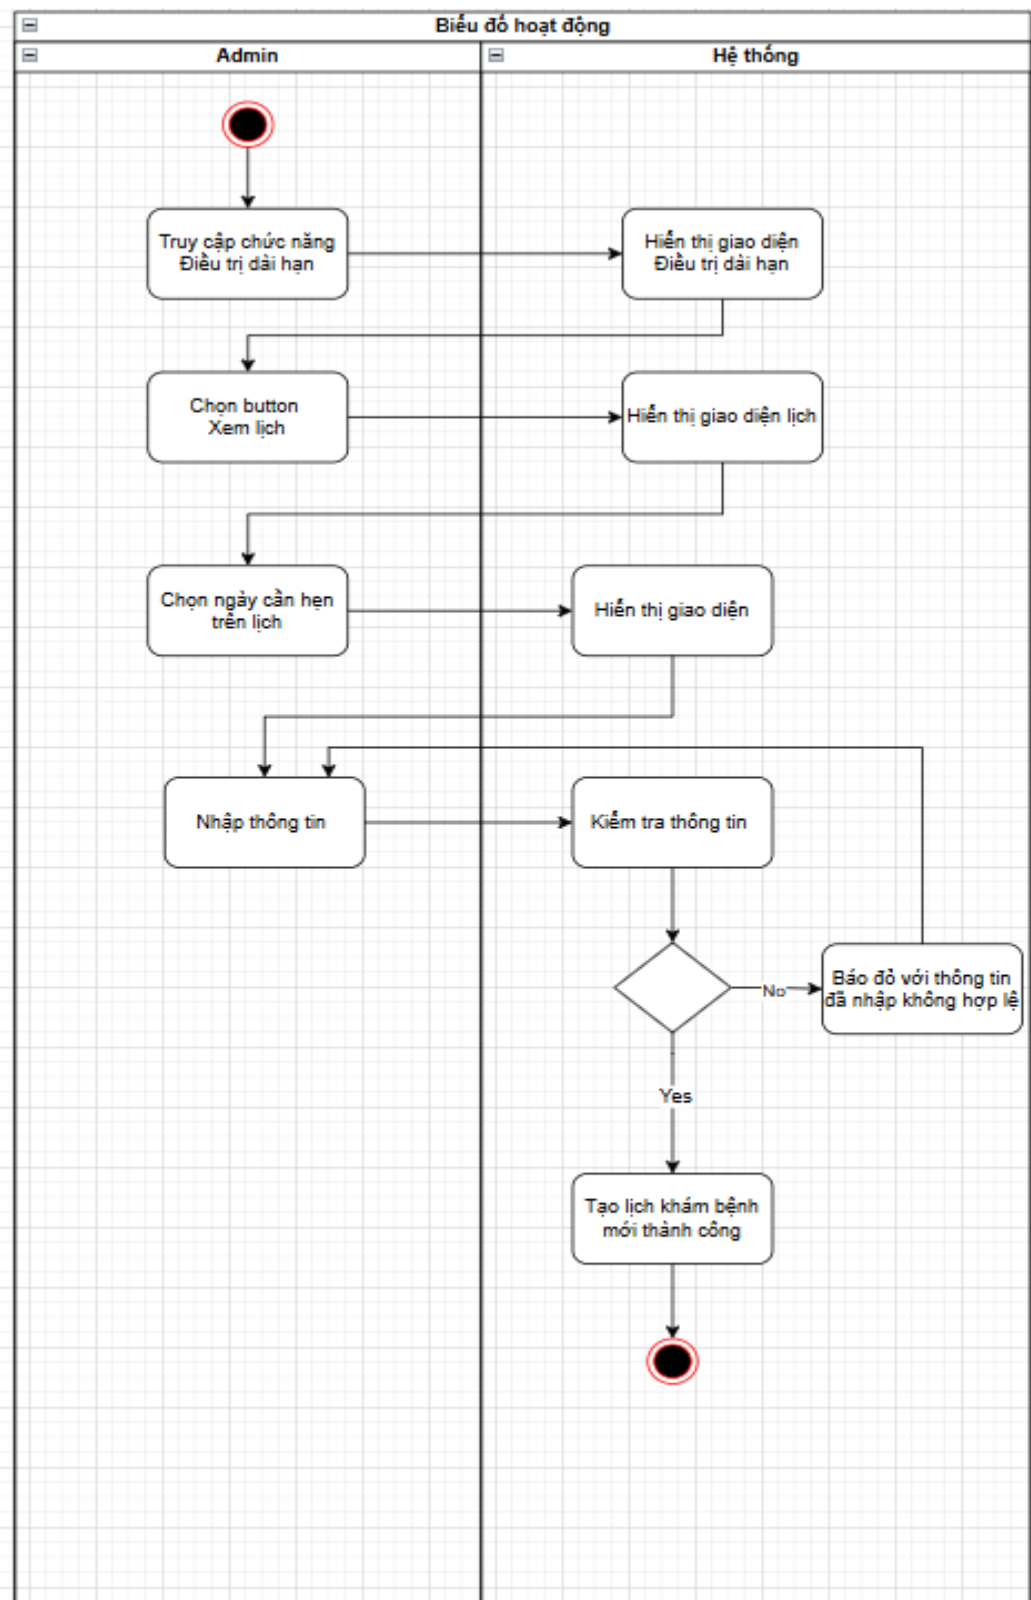 Biểu đồ hoạt động
Admin
Hệ thống
Truy cập chức năng
Điều trị dài hạn
Hiển thị giao diện
Điều trị dài hạn
Chọn button
Xem lịch
Hiển thị giao diện lịch
Chọn ngày cần hẹn
trên lịch
Hiển thị giao diện
Nhập thông tin
Kiểm tra thông tin
No
Báo đỏ với thông tin
đã nhập không hợp lệ
Yes
Tạo lịch khám bệnh
mới thành công